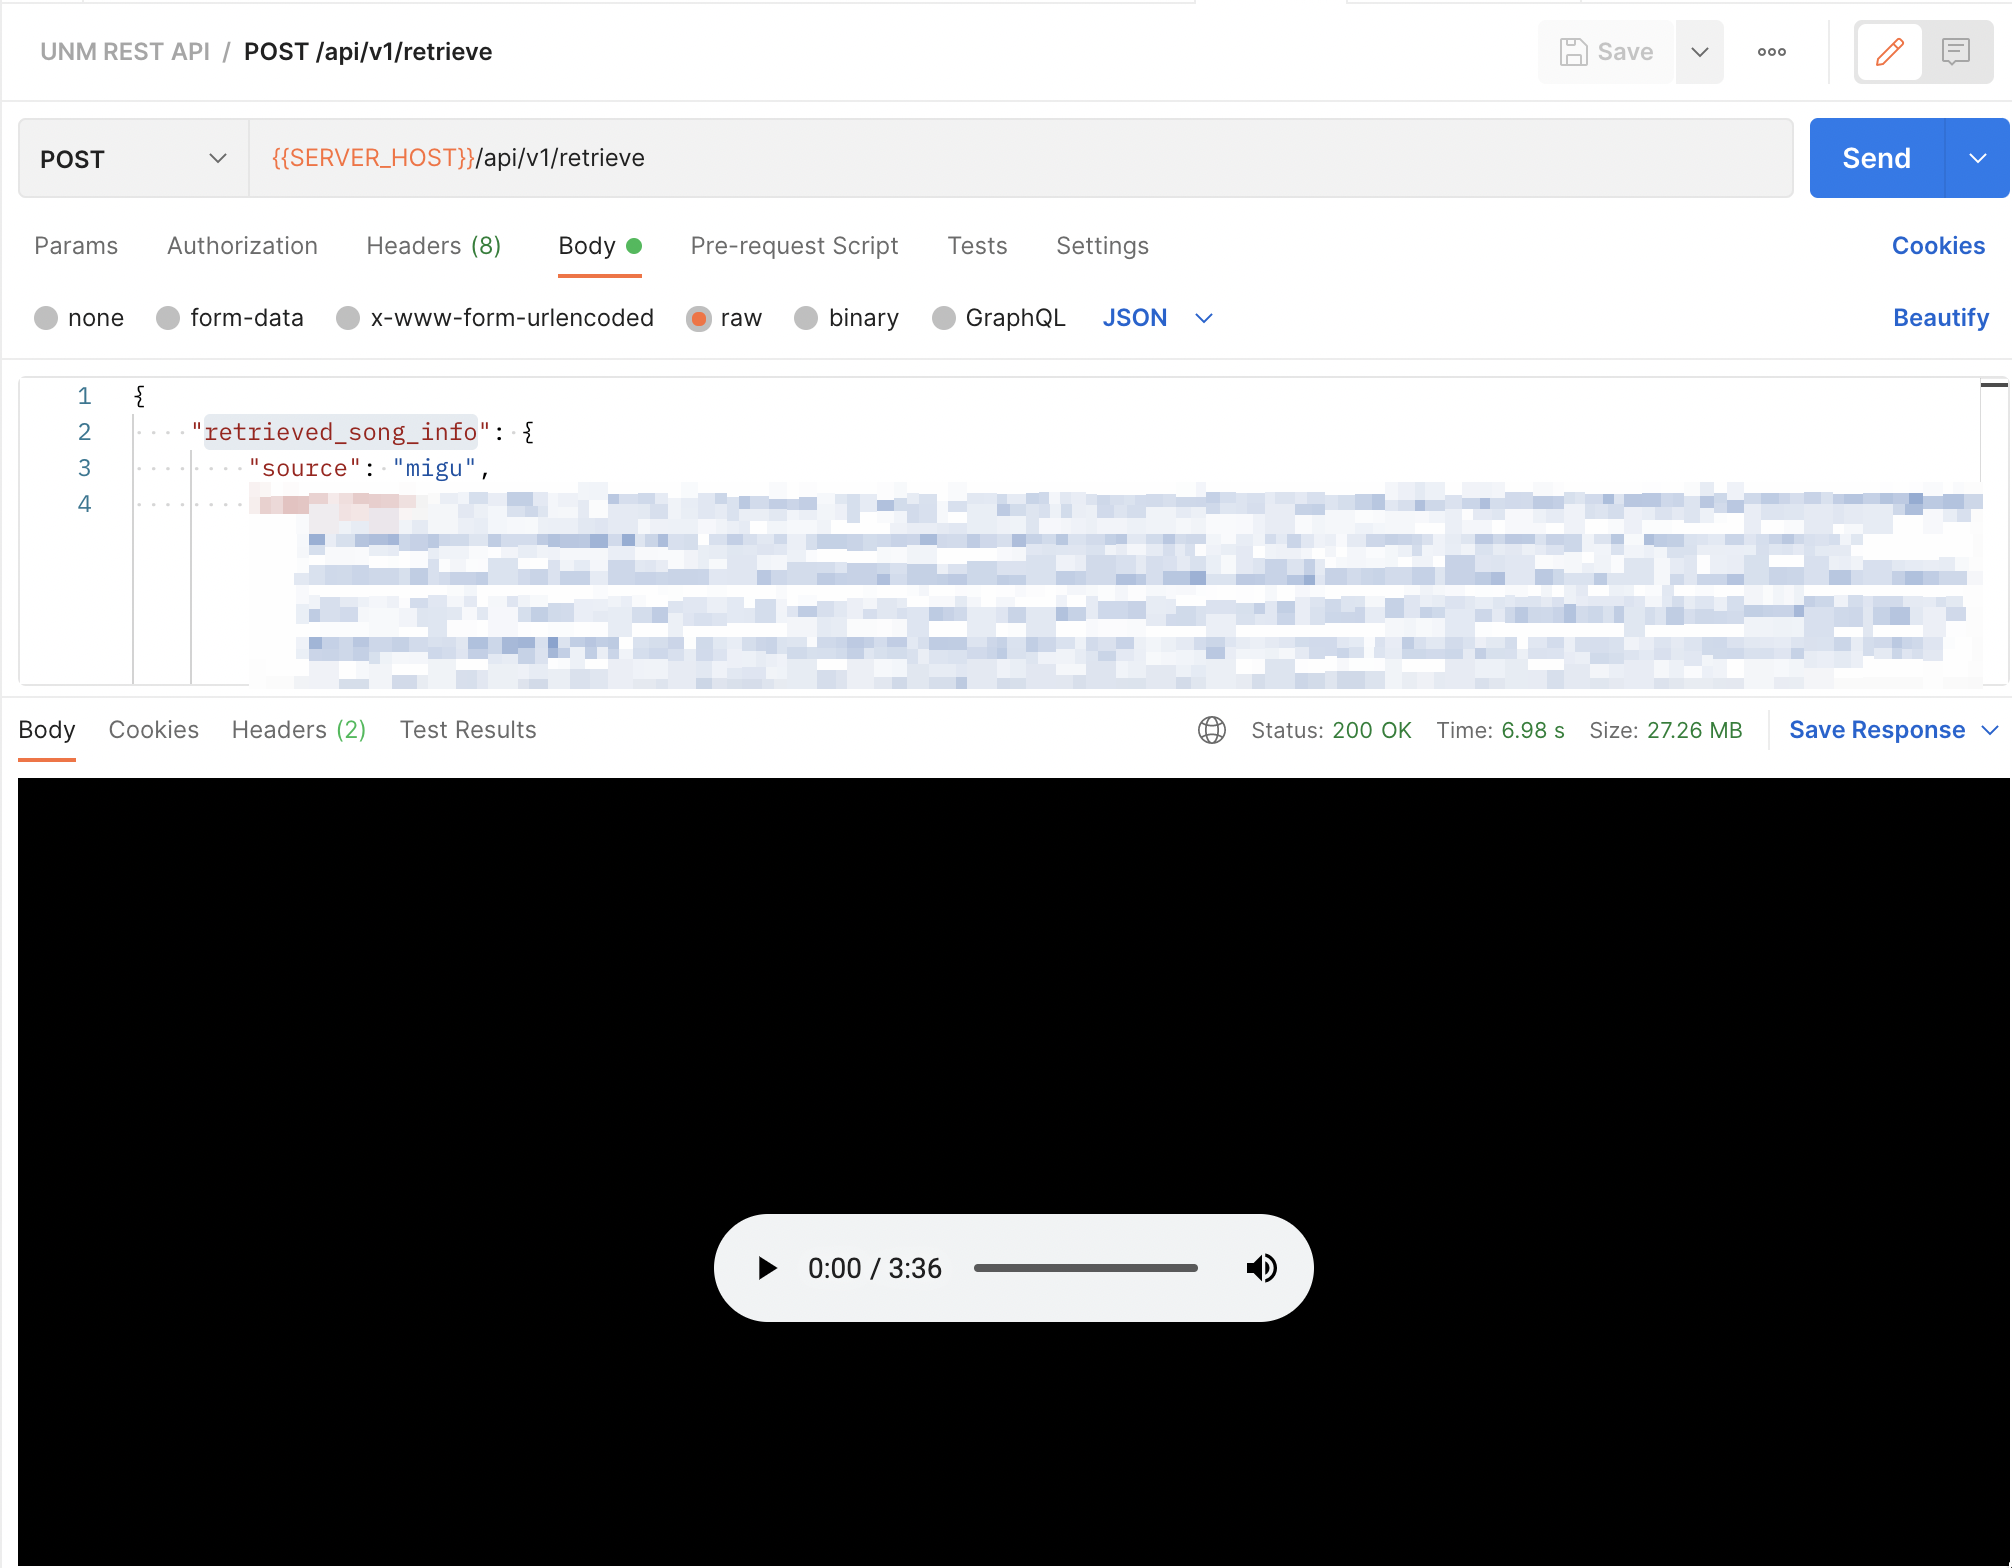 UNM REST API / POST /api/v1/retrieve
Save
POST
{{SERVER_HOST}}/api/v1/retrieve
Send
Params Authorization Headers (8) Body Pre-request Script Tests Settings Cookies
none form-data x-www-form-urlencoded raw binary GraphQL JSON Beautify
1 {
2 "retrieved_song_info": {
3 "source": "migu",
4
Body Cookies Headers (2) Test Results Status: 200 OK Time: 6.98 s Size: 27.26 MB Save Response
0:00 / 3:36